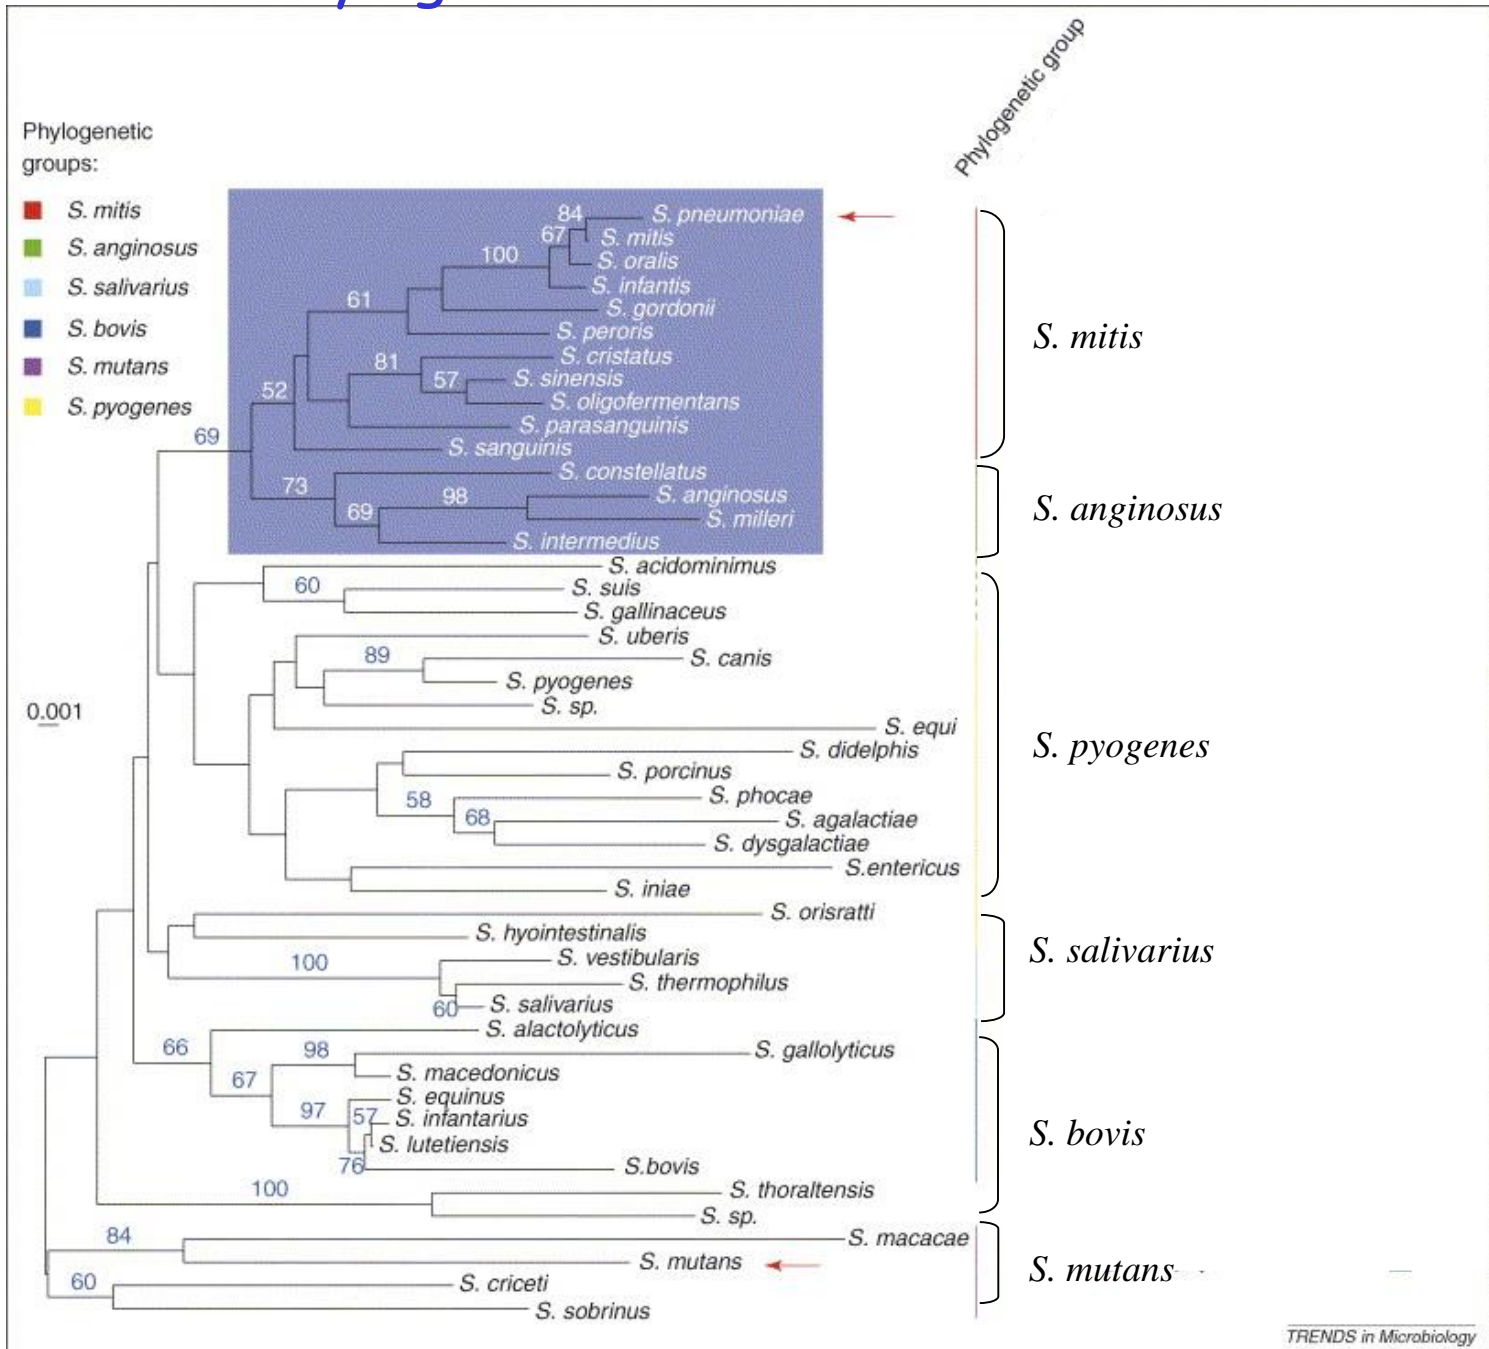 Phylogenetic group
Phylogenetic
groups:
S. mitis
S. anginosus
S. salivarius
S. bovis
S. mutans
S. pyogenes
0.001
84
S. pneumoniae
67
S. mitis
100
S. oralis
S. infantis
61
S. gordonii
S. peroris
81
S. cristatus
57
S. sinensis
52
S. oligofermentans
S. parasanguinis
69
S. sanguinis
S. constellatus
73
98
S. anginosus
69
S. milleri
S. intermedius
S. acidominimus
60
S. suis
S. gallinaceus
S. uberis
89
S. canis
S. pyogenes
S. sp.
S. equi
S. didelphis
S. porcinus
58
S. phocae
68
S. agalactiae
S. dysgalactiae
S.entericus
S. iniae
S. orisratti
S. hyointestinalis
100
S. vestibularis
S. thermophilus
60
S. salivarius
S. alactolyticus
66
98
S. gallolyticus
67
S. macedonicus
S. equinus
97
57
S. infantarius
S. lutetiensis
76
S.bovis
100
S. thoraltensis
S. sp.
84
S. macacae
S. mutans
60
S. criceti
S. sobrinus
S. mitis
S. anginosus
S. pyogenes
S. salivarius
S. bovis
S. mutans
TRENDS in Microbiology